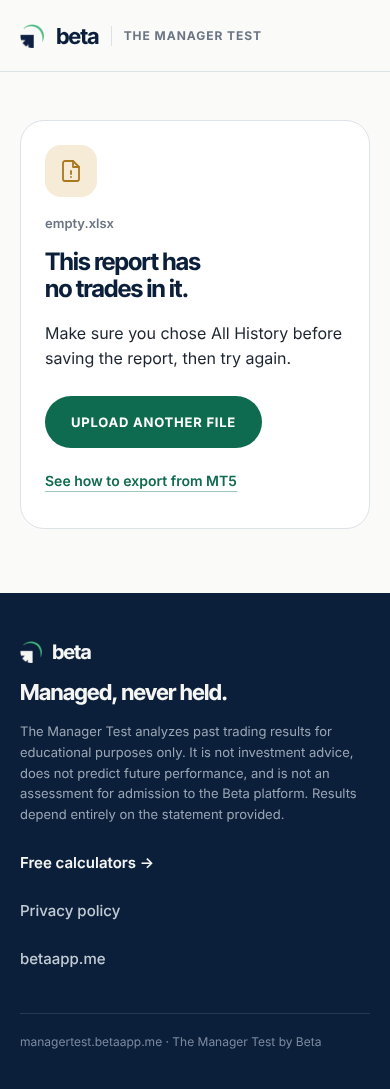 beta
THE MANAGER TEST
empty.xlsx
This report has
no trades in it.
Make sure you chose All History before
saving the report, then try again.
UPLOAD ANOTHER FILE
See how to export from MT5
beta
Managed, never held.
The Manager Test analyzes past trading results for
educational purposes only. It is not investment advice,
does not predict future performance, and is not an
assessment for admission to the Beta platform. Results
depend entirely on the statement provided.
Free calculators →
Privacy policy
betaapp.me
managertest.betaapp.me · The Manager Test by Beta